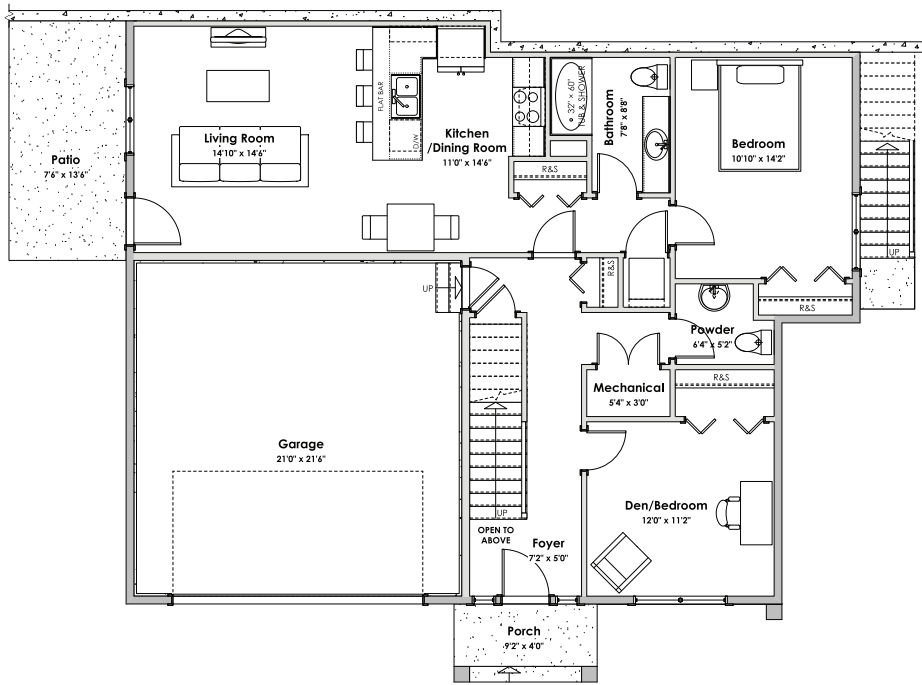 Living Room
14'10" x 14'6"
Patio
7'6" x 13'6"
FLAT BAR
D/W
Kitchen
/Dining Room
11'0" x 14'6"
32" x 60"
TUB & SHOWER
Bathroom
7'8" x 8'8"
Bedroom
10'10" x 14'2"
R&S
UP
R&S
UP
R&S
Powder
6'4" x 5'2"
R&S
Mechanical
5'4" x 3'0"
Garage
21'0" x 21'6"
UP
OPEN TO
ABOVE
Foyer
7'2" x 5'0"
Den/Bedroom
12'0" x 11'2"
Porch
9'2" x 4'0"